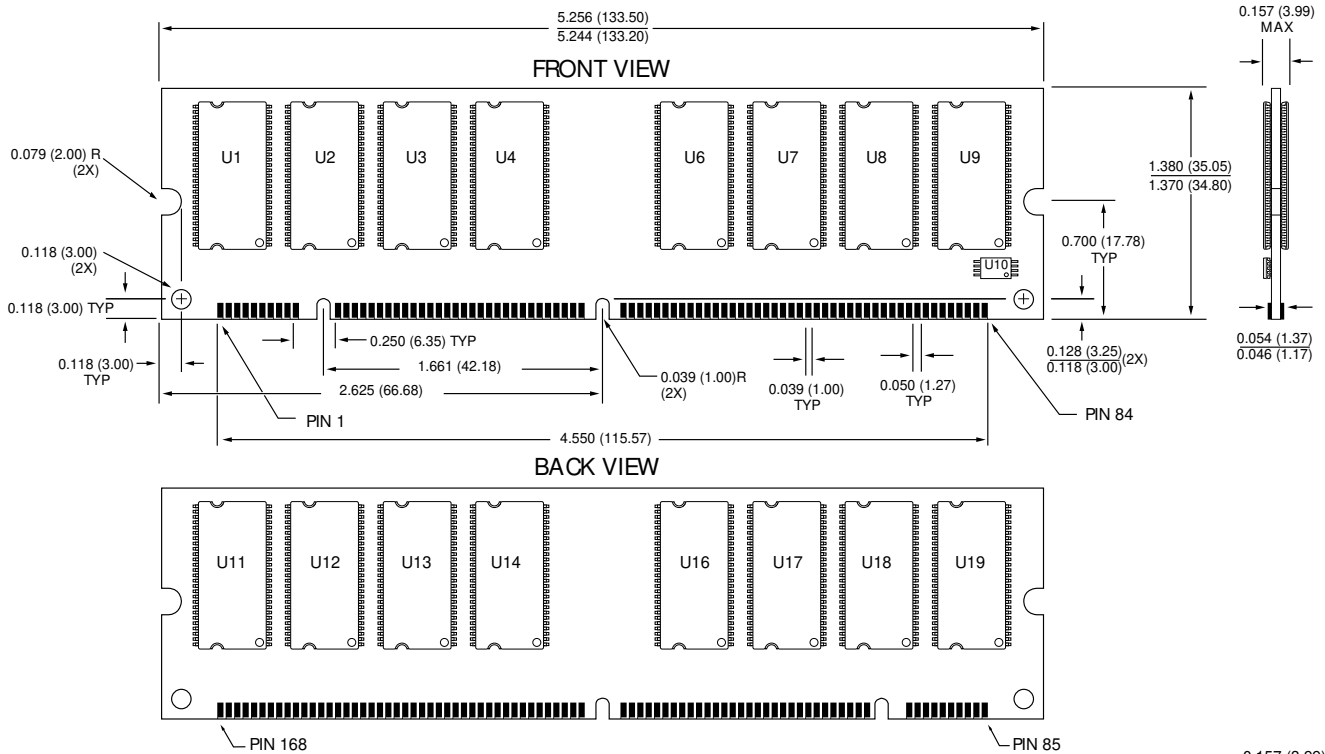 5.256 (133.50)
5.244 (133.20)
0.157 (3.99)
MAX
FRONT VIEW
U1
U2
U3
U4
U6
U7
U8
U9
U10
0.079 (2.00) R
(2X)
1.380 (35.05)
1.370 (34.80)
0.700 (17.78)
TYP
0.118 (3.00)
(2X)
0.118 (3.00) TYP
0.118 (3.00)
TYP
0.250 (6.35) TYP
1.661 (42.18)
2.625 (66.68)
0.039 (1.00)R
(2X)
0.039 (1.00)
TYP
0.050 (1.27)
TYP
0.128 (3.25)
0.118 (3.00)
(2X)
0.054 (1.37)
0.046 (1.17)
PIN 1
PIN 84
4.550 (115.57)
BACK VIEW
U11
U12
U13
U14
U16
U17
U18
U19
PIN 168
PIN 85